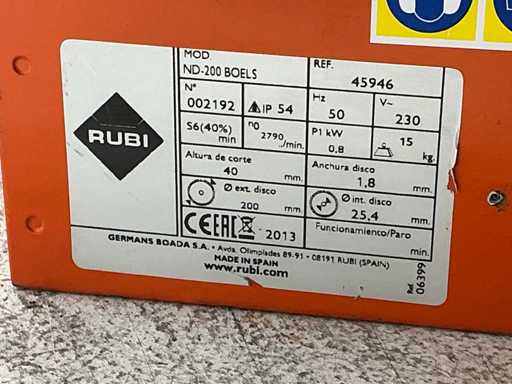 MOD.
ND-200 BOELS
REF.
45946
N°
002192
IP 54
Hz
50
V~
230
S6(40%)
min
n0
2790
../min.
P1 kW
0,8
15
kg.
Altura de corte
40
mm.
Anchura disco
1,8
mm.
Ø ext. disco
200
mm.
Ø int. disco
25,4
mm.
CE EAC
2013
Funcionamiento/Paro
min.
RUBI
GERMANS BOADA S.A. • Avda. Olimpíades 89-91 • 08191 RUBI (SPAIN)
MADE IN SPAIN
www.rubi.com
Ref. 06399